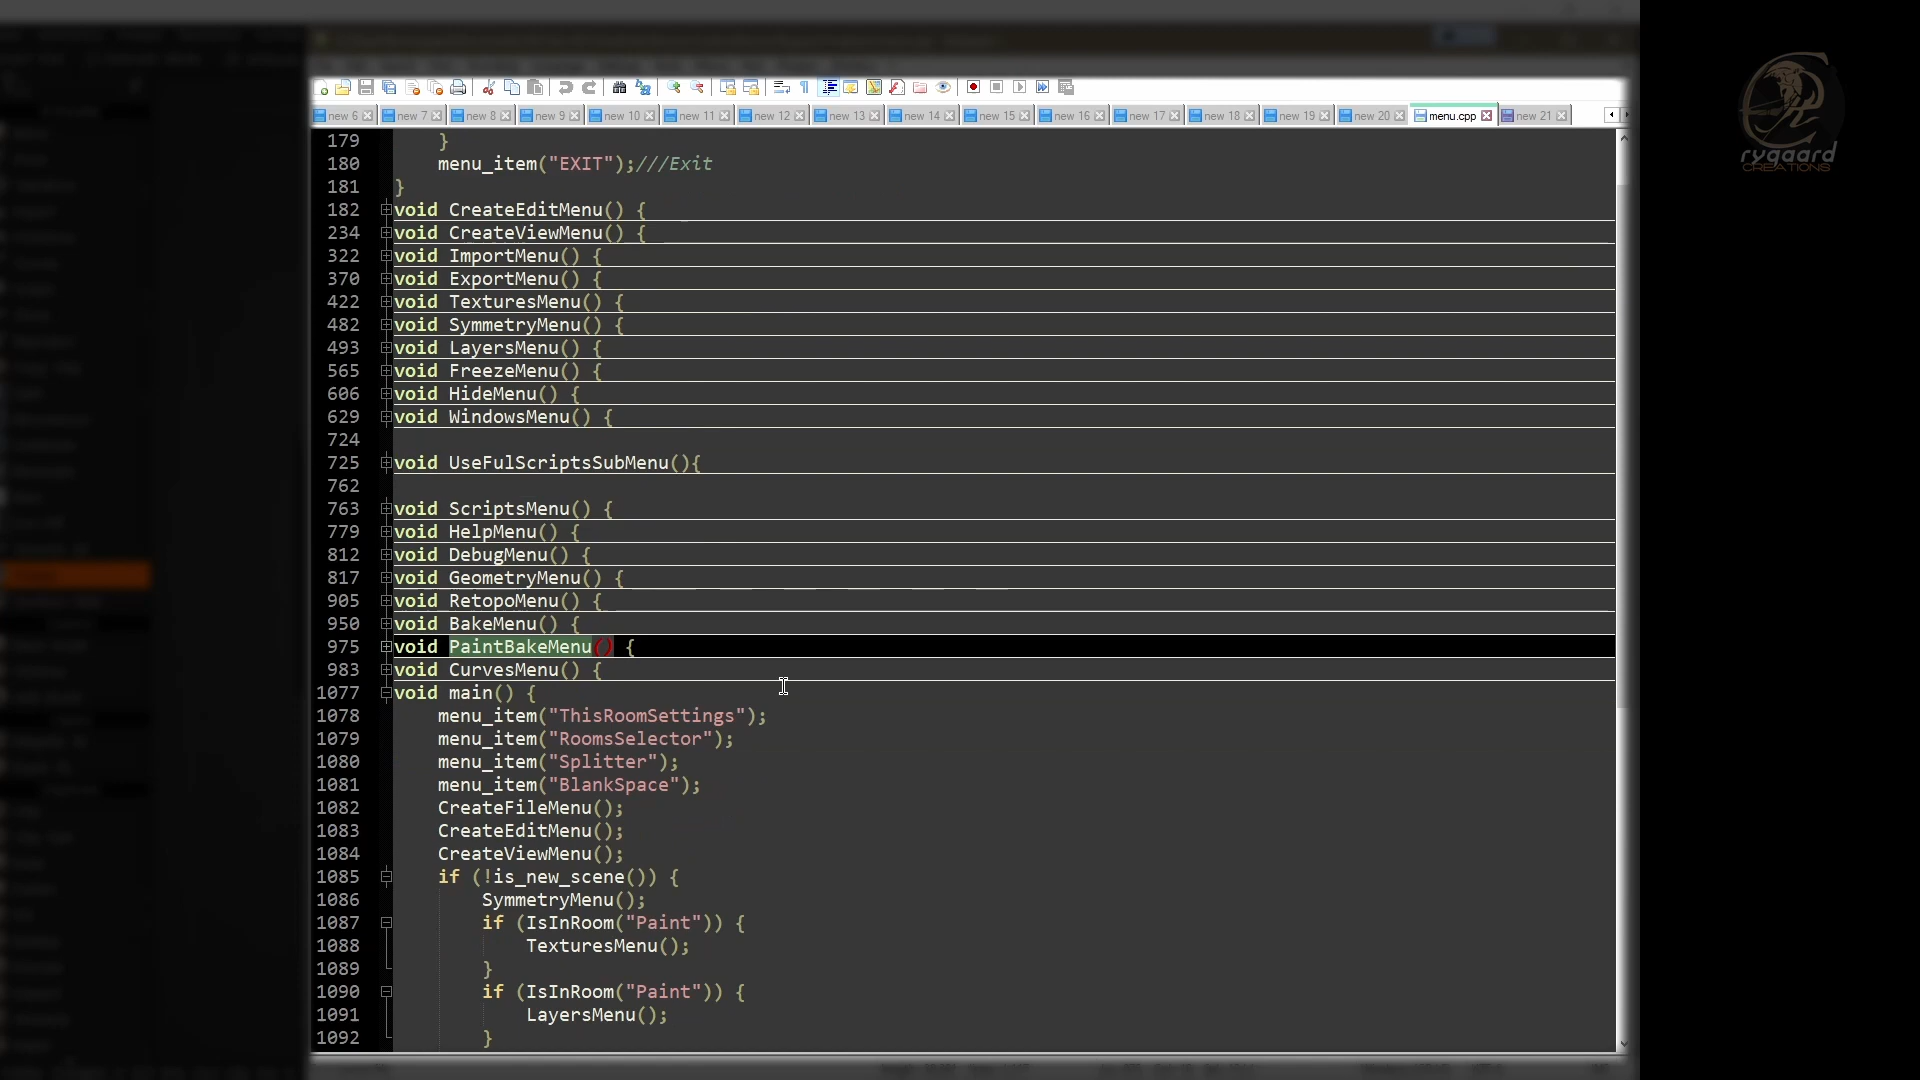 new 6 new 7 new 8 new 9 new 10 new 11 new 12 new 13 new 14 new 15 new 16 new 17 new 18 new 19 new 20 menu.cpp new 21
rygaard
CREATIONS
179 }
180 menu_item("EXIT");///Exit
181 }
182 void CreateEditMenu() {
234 void CreateViewMenu() {
322 void ImportMenu() {
370 void ExportMenu() {
422 void TexturesMenu() {
482 void SymmetryMenu() {
493 void LayersMenu() {
565 void FreezeMenu() {
606 void HideMenu() {
629 void WindowsMenu() {
724
725 void UseFulScriptsSubMenu(){
762
763 void ScriptsMenu() {
779 void HelpMenu() {
812 void DebugMenu() {
817 void GeometryMenu() {
905 void RetopoMenu() {
950 void BakeMenu() {
975 void PaintBakeMenu() {
983 void CurvesMenu() {
1077 void main() {
1078 menu_item("ThisRoomSettings");
1079 menu_item("RoomsSelector");
1080 menu_item("Splitter");
1081 menu_item("BlankSpace");
1082 CreateFileMenu();
1083 CreateEditMenu();
1084 CreateViewMenu();
1085 if (!is_new_scene()) {
1086 SymmetryMenu();
1087 if (IsInRoom("Paint")) {
1088 TexturesMenu();
1089 }
1090 if (IsInRoom("Paint")) {
1091 LayersMenu();
1092 }